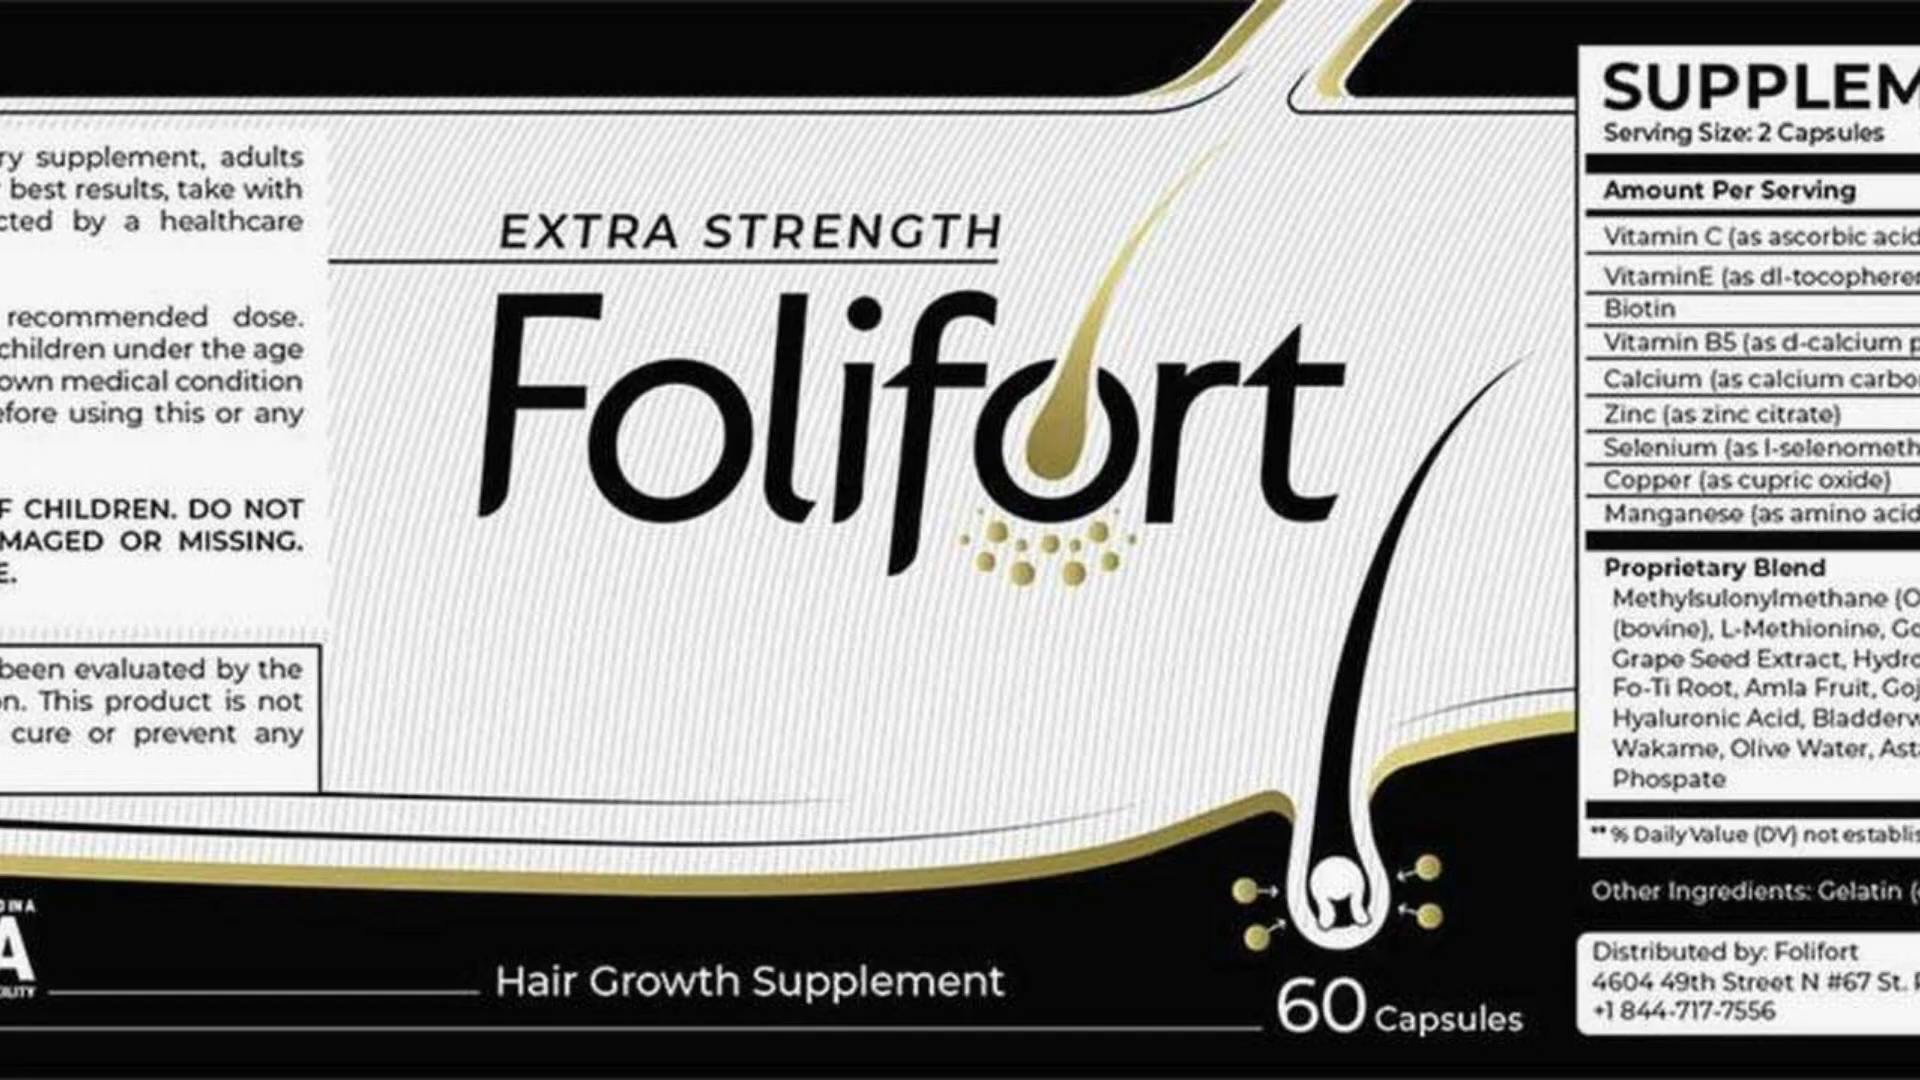 ry supplement, adults
best results, take with
cted by a healthcare
recommended dose.
children under the age
own medical condition
efore using this or any
F CHILDREN. DO NOT
MAGED OR MISSING.
E.
been evaluated by the
on. This product is not
cure or prevent any
D IN A
A
ILITY
EXTRA STRENGTH
Folifort
Hair Growth Supplement
60 Capsules
SUPPLEM
Serving Size: 2 Capsules
Amount Per Serving
Vitamin C (as ascorbic acid
VitaminE (as dl-tocopherer
Biotin
Vitamin B5 (as d-calcium p
Calcium (as calcium carbo
Zinc (as zinc citrate)
Selenium (as l-selenometh
Copper (as cupric oxide)
Manganese (as amino acid
Proprietary Blend
Methylsulonylmethane (O
(bovine), L-Methionine, Go
Grape Seed Extract, Hydro
Fo-Ti Root, Amla Fruit, Goj
Hyaluronic Acid, Bladderw
Wakame, Olive Water, Asta
Phospate
** % DailyValue (DV) not establis
Other Ingredients: Gelatin (
Distributed by: Folifort
4604 49th Street N #67 St.
+1 844-717-7556